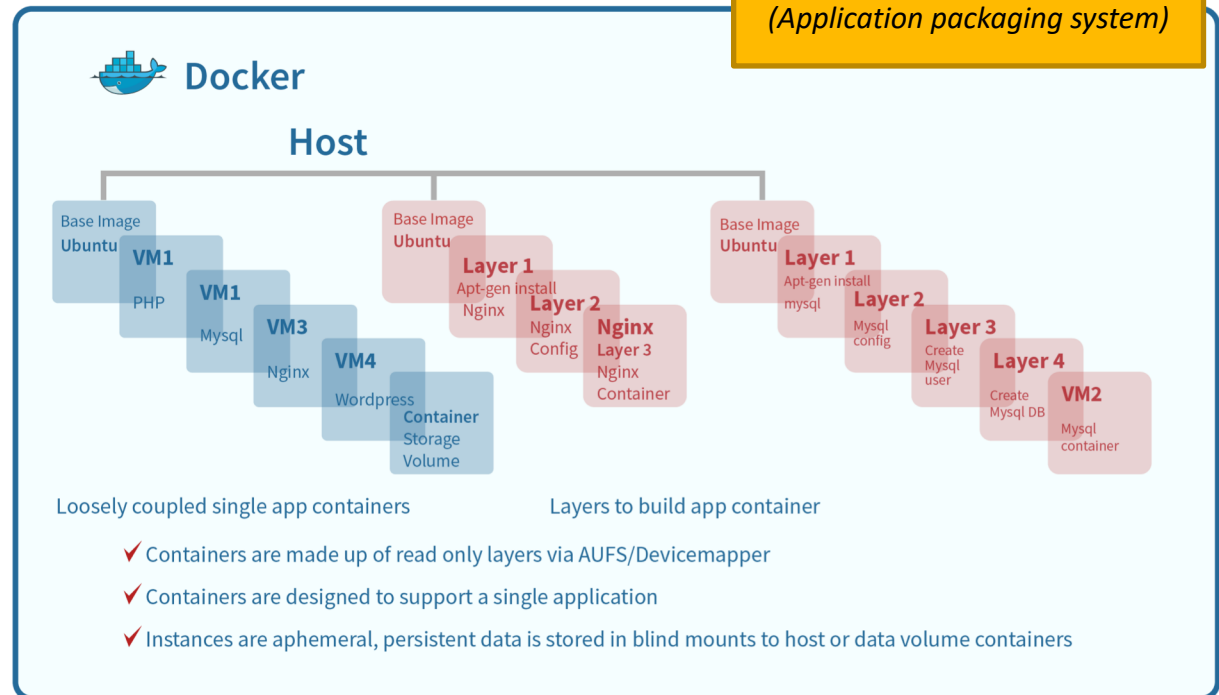 (Application packaging system)
Docker
Host
Base Image
Ubuntu
VM1
PHP
VM1
Mysql
VM3
Nginx
VM4
Wordpress
Container
Storage
Volume
Base Image
Ubuntu
Layer 1
Apt-gen install
Nginx
Layer 2
Nginx
Config
Nginx
Layer 3
Nginx
Container
Base Image
Ubuntu
Layer 1
Apt-gen install
mysql
Layer 2
Mysql
config
Layer 3
Create
Mysql
user
Layer 4
Create
Mysql DB
VM2
Mysql
container
Loosely coupled single app containers
Layers to build app container
Containers are made up of read only layers via AUFS/Devicemapper
Containers are designed to support a single application
Instances are aphemeral, persistent data is stored in blind mounts to host or data volume containers